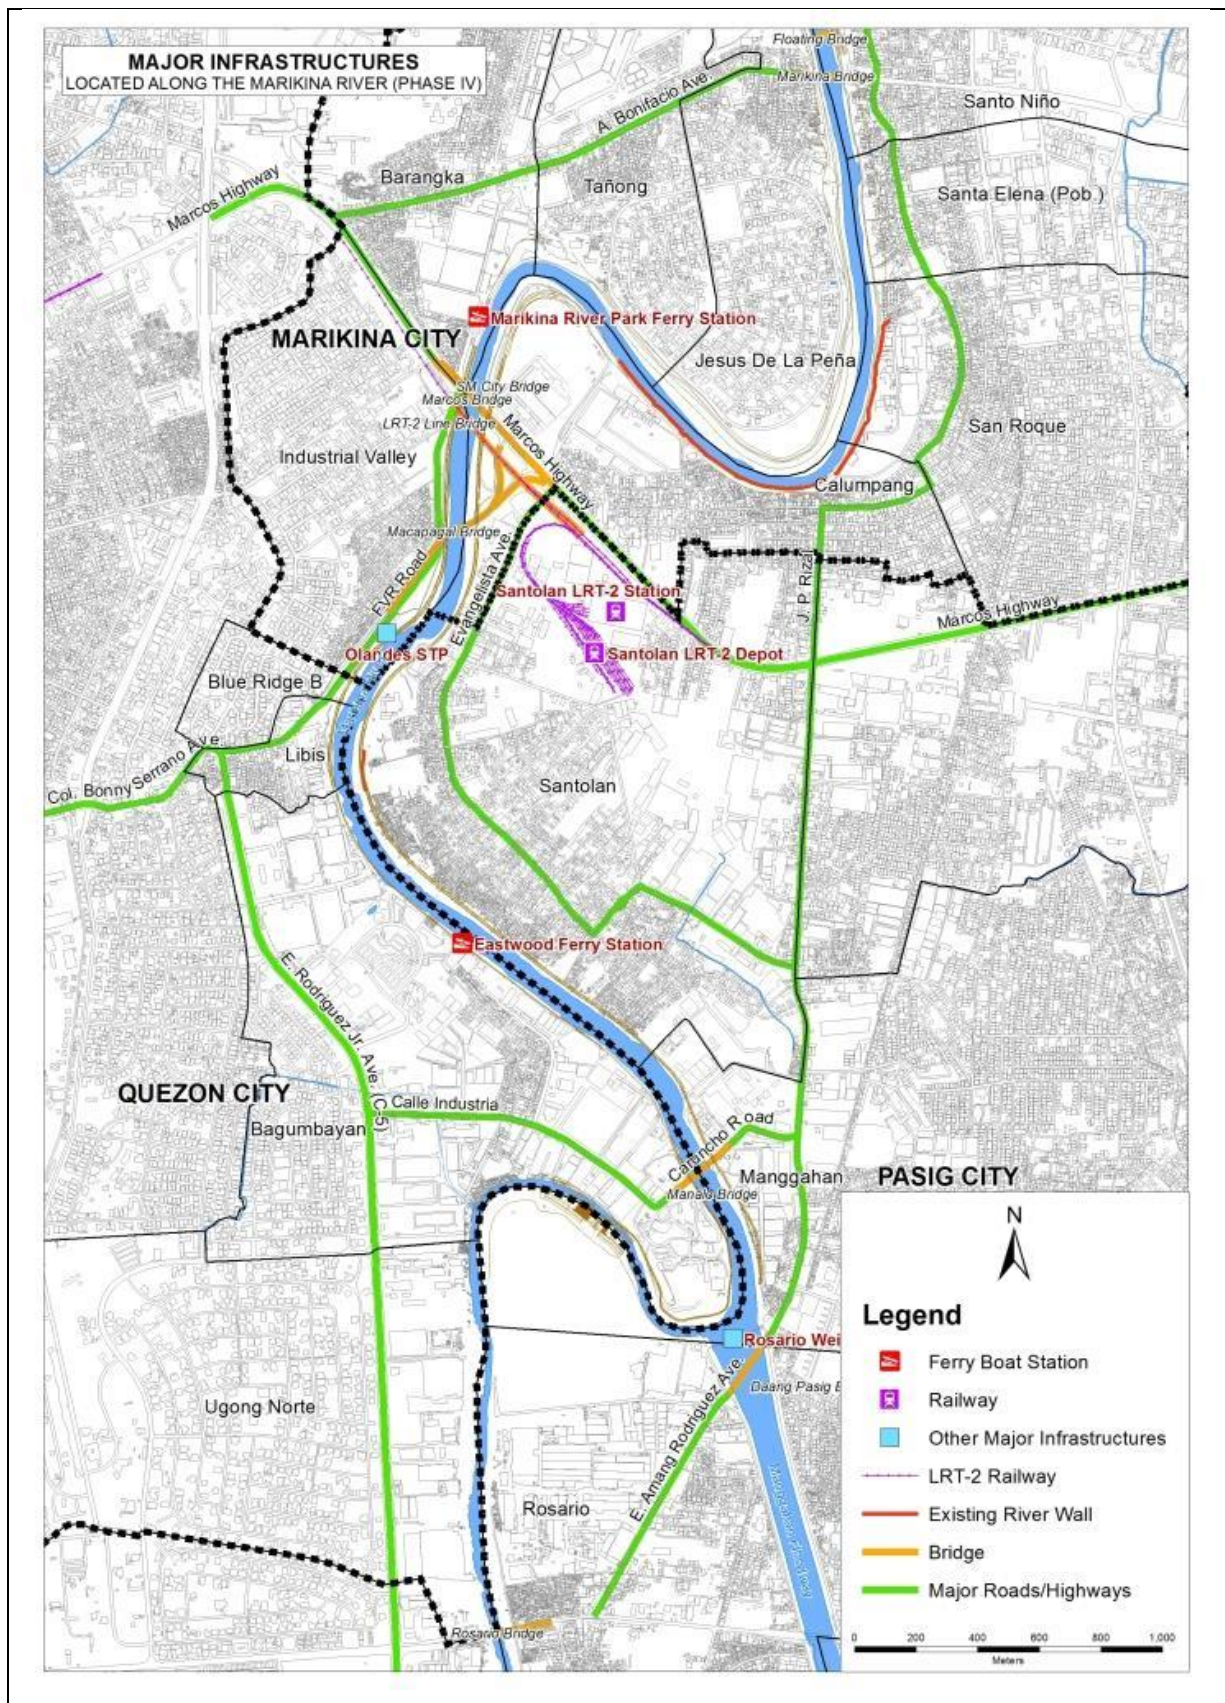 MAJOR INFRASTRUCTURES
LOCATED ALONG THE MARIKINA RIVER (PHASE IV)
Floating Bridge
Marikina Bridge
A. Bonifacio Ave.
Santo Niño
Barangka
Tañong
Santa Elena (Pob.)
Marcos Highway
Marikina River Park Ferry Station
MARIKINA CITY
Jesus De La Peña
SM City Bridge
Marcos Bridge
LRT-2 Line Bridge
Marcos Highway
San Roque
Industrial Valley
Calumpang
Macapagal Bridge
FVR Road
Evangelista Ave.
J. P. Rizal
Santolan LRT-2 Station
Marcos Highway
Olandes STP
Santolan LRT-2 Depot
Blue Ridge B
Libis
Col. Bonny Serrano Ave.
Santolan
Eastwood Ferry Station
E. Rodriguez Jr. Ave. (C-5)
QUEZON CITY
Calle Industria
Bagumbayan
Caruncho Road
Manggahan
PASIG CITY
Manalo Bridge
N
Legend
Rosario Wei
Ferry Boat Station
Daang Pasig B
Railway
Ugong Norte
Other Major Infrastructures
E. Amang Rodriguez Ave.
LRT-2 Railway
Rosario
Existing River Wall
Bridge
Major Roads/Highways
Rosario Bridge
0 200 400 600 800 1,000
Meters